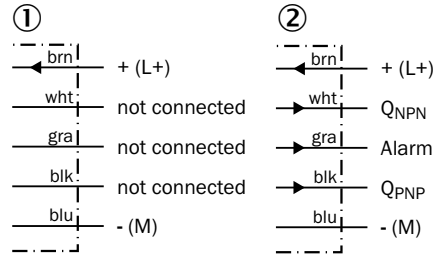 ① ②
brn + (L+) brn + (L+)
wht not connected wht QNPN
gra not connected gra Alarm
blk not connected blk QPNP
blu - (M) blu - (M)